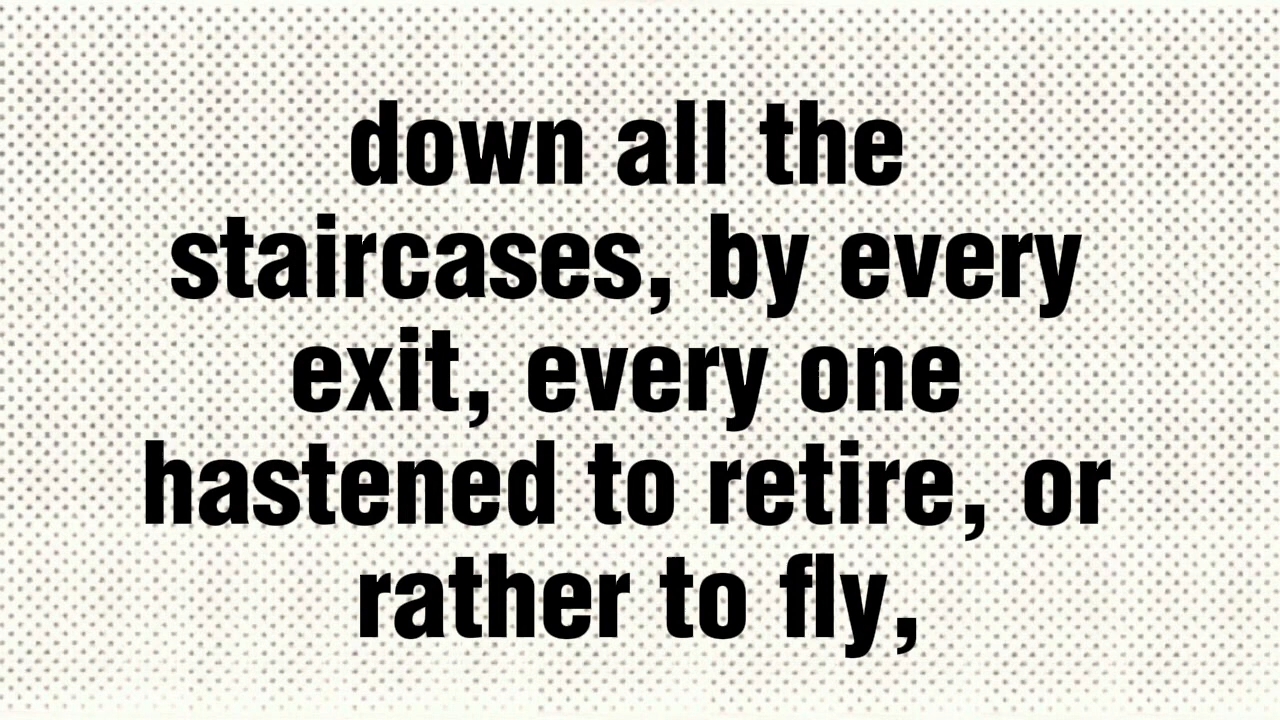 down all the
staircases, by every
exit, every one
hastened to retire, or
rather to fly,